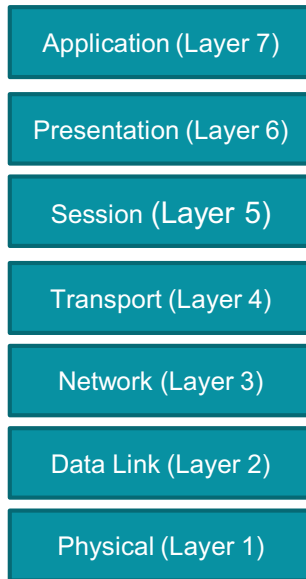 Application (Layer 7)
Presentation (Layer 6)
Session (Layer 5)
Transport (Layer 4)
Network (Layer 3)
Data Link (Layer 2)
Physical (Layer 1)